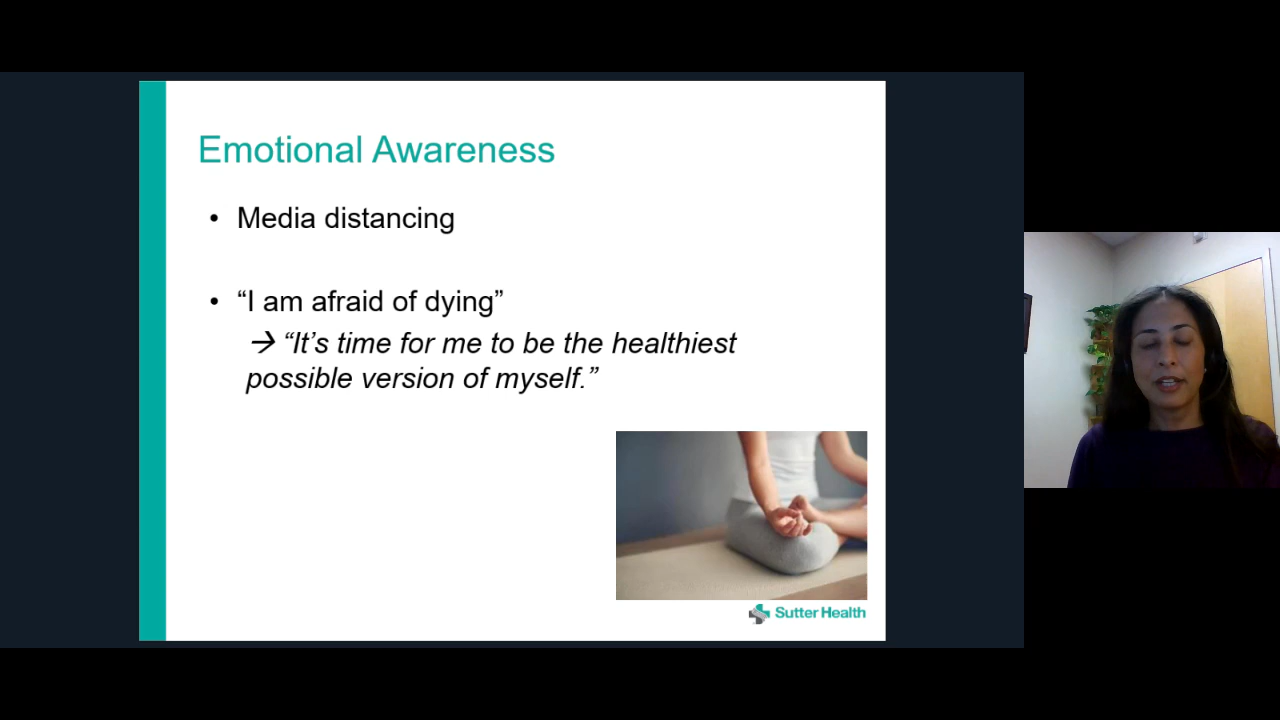 Emotional Awareness
• Media distancing
• “I am afraid of dying”
→ “It’s time for me to be the healthiest
possible version of myself.”
Sutter Health